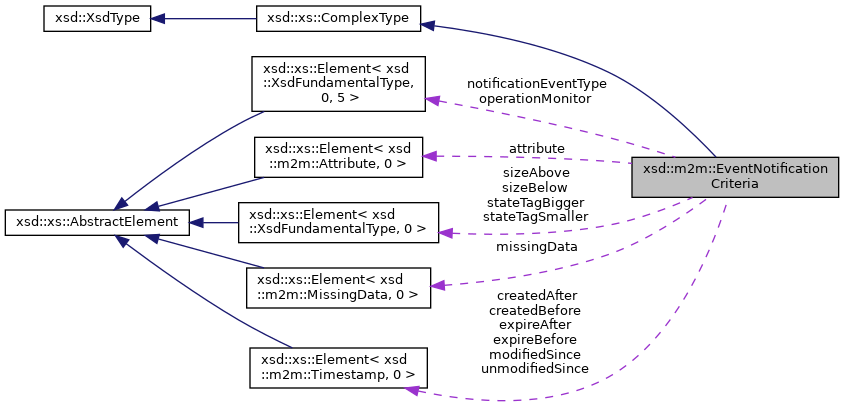 xsd::XsdType
xsd::xs::ComplexType
xsd::xs::Element< xsd
::XsdFundamentalType,
0, 5 >
notificationEventType
operationMonitor
xsd::xs::Element< xsd
::m2m::Attribute, 0 >
attribute
xsd::m2m::EventNotification
Criteria
sizeAbove
sizeBelow
stateTagBigger
stateTagSmaller
xsd::xs::AbstractElement
xsd::xs::Element< xsd
::XsdFundamentalType, 0 >
missingData
xsd::xs::Element< xsd
::m2m::MissingData, 0 >
createdAfter
createdBefore
expireAfter
expireBefore
modifiedSince
unmodifiedSince
xsd::xs::Element< xsd
::m2m::Timestamp, 0 >